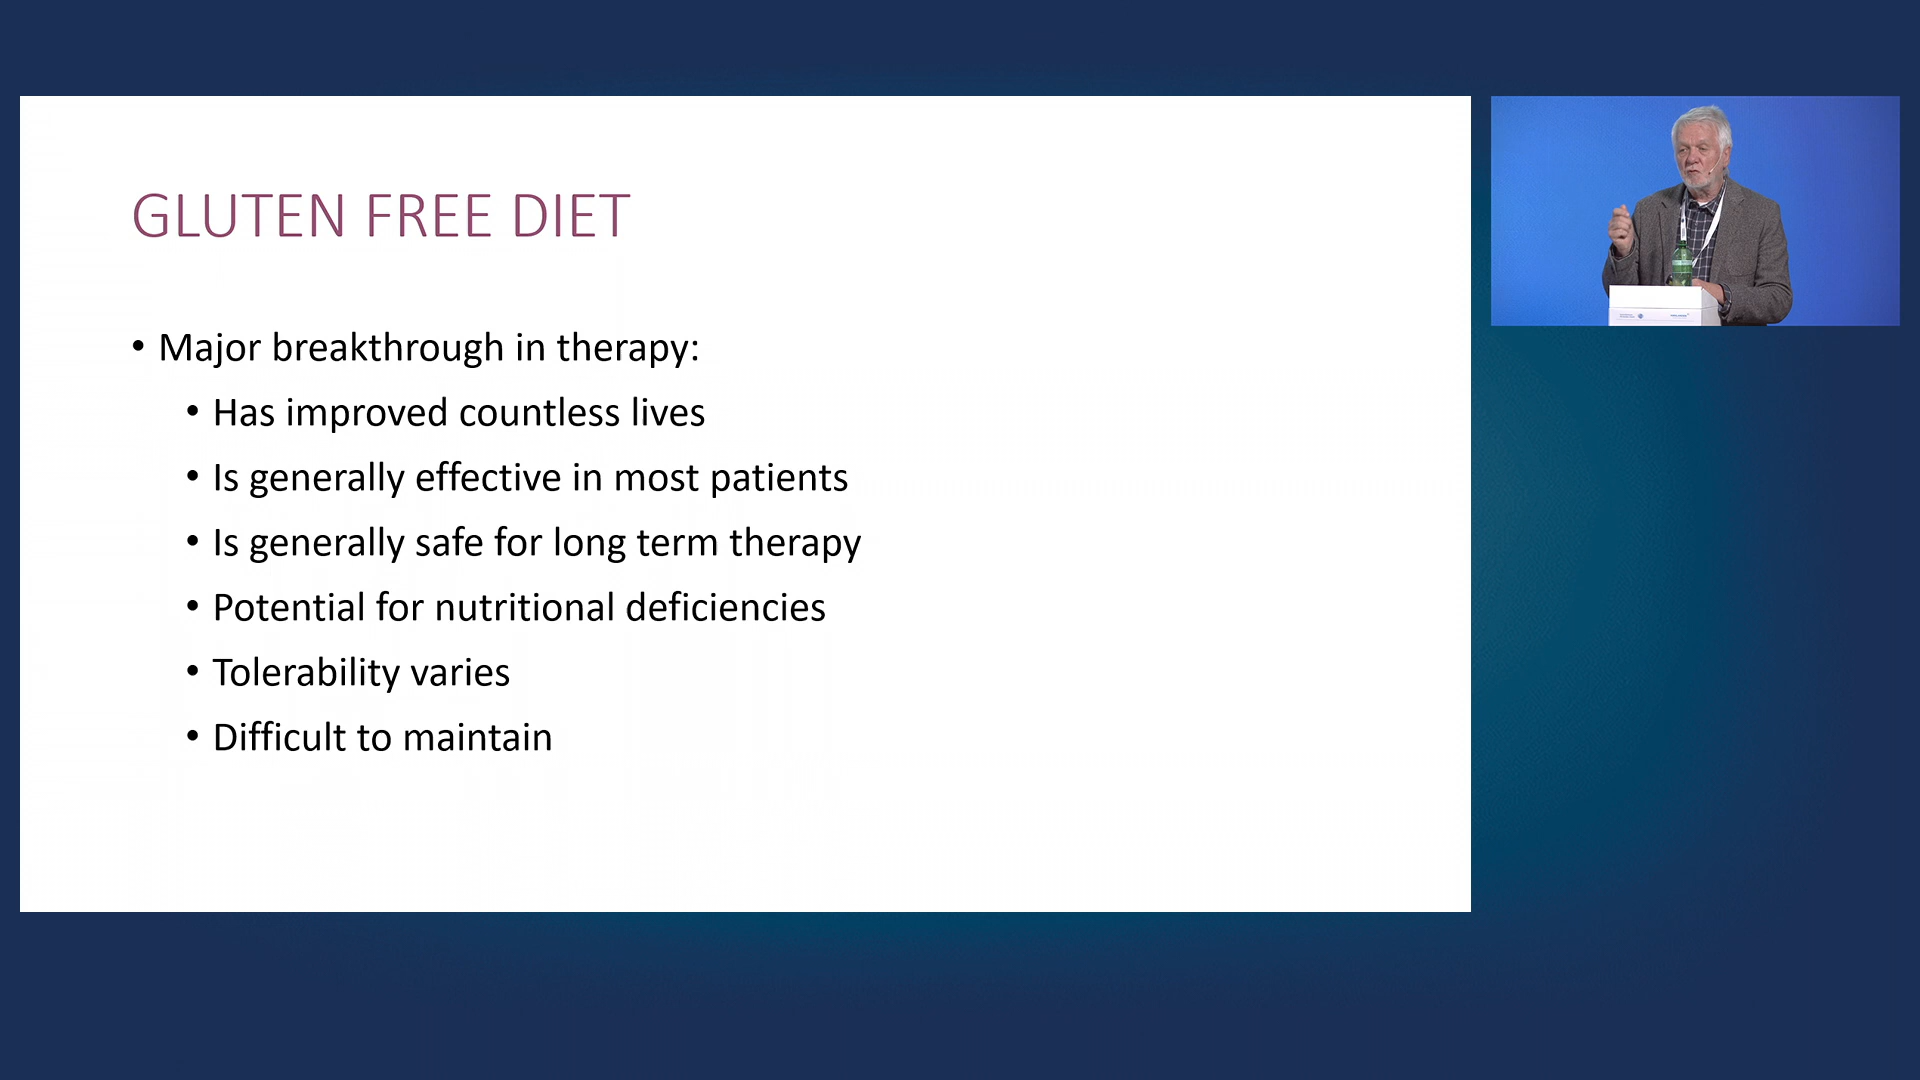 GLUTEN FREE DIET
• Major breakthrough in therapy:
• Has improved countless lives
• Is generally effective in most patients
• Is generally safe for long term therapy
• Potential for nutritional deficiencies
• Tolerability varies
• Difficult to maintain